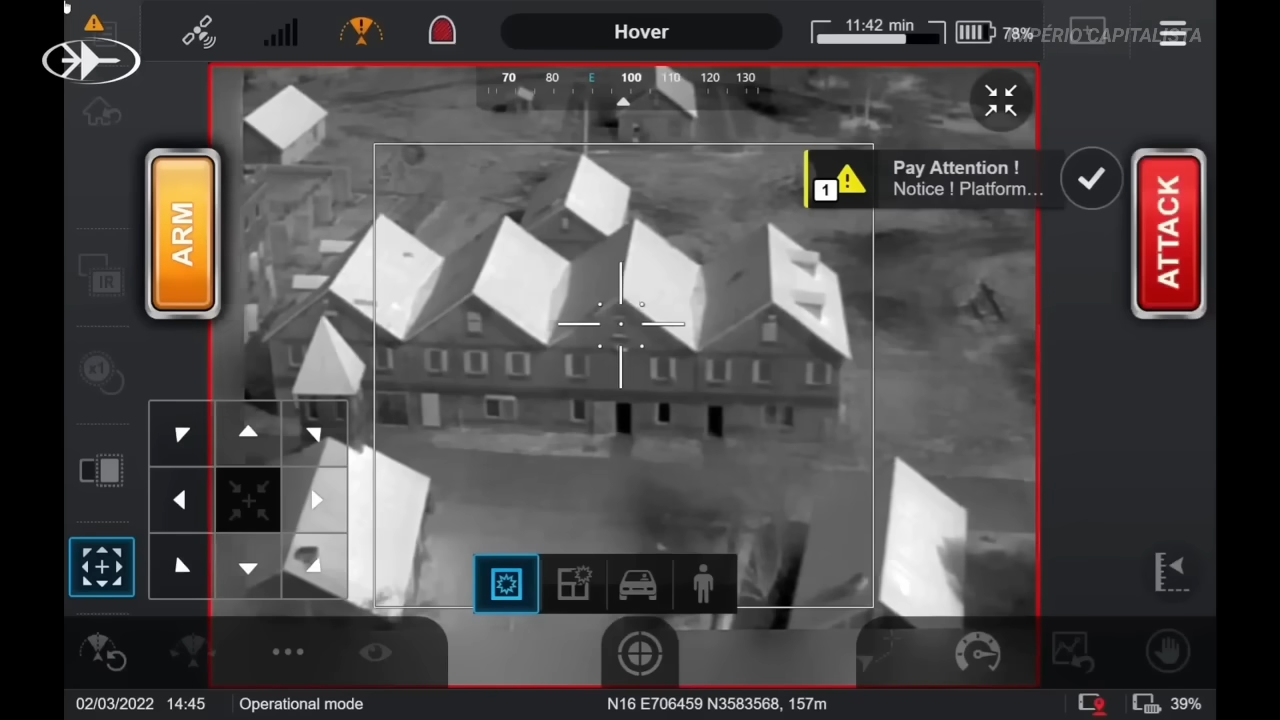 Hover
11:42 min
78%
IMPÉRIO CAPITALISTA
70 80 E 100 110 120 130
Pay Attention !
1
Notice ! Platform...
ARM
ATTACK
IR
x1
02/03/2022 14:45
Operational mode
N16 E706459 N3583568, 157m
39%